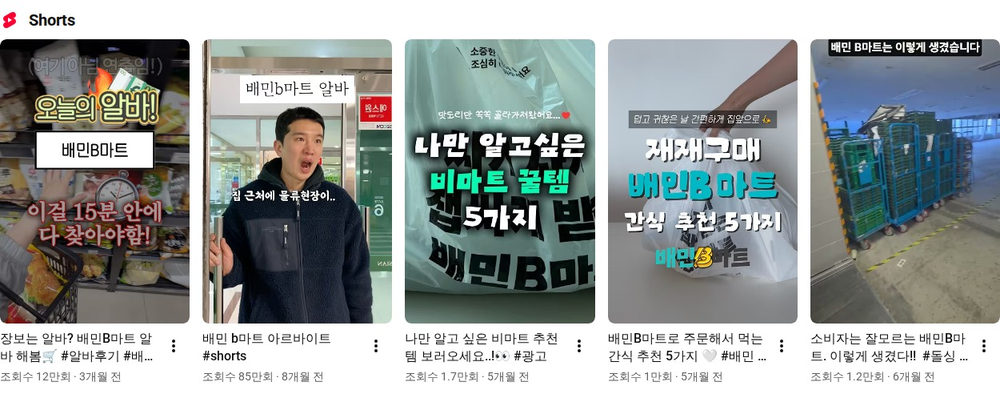 Shorts
(여기 아님 연출임!)
오늘의 알바!
배민B마트
이걸 15분 안에
다 찾아야함!
장보는 알바? 배민B마트 알
바 해봄🛒 #알바후기 #배...
조회수 12만회 · 3개월 전
배민b마트 알바
집 근처에 물류현장이..
배민 b마트 아르바이트
#shorts
조회수 85만회 · 8개월 전
소중한
조심히
맛도리만 쏙쏙 골라가져왔어요...♥
나만 알고싶은
비마트 꿀템
5가지
배민B마
나만 알고 싶은 비마트 추천
템 보러오세요..!👀 #광고
조회수 1.7만회 · 5개월 전
덥고 귀찮은 날 간편하게 집앞으로
재재구매
배민B마트
간식 추천 5가지
배민B
배민B마트로 주문해서 먹는
간식 추천 5가지 🤍 #배민 ...
조회수 1만회 · 5개월 전
배민 B마트는 이렇게 생겼습니다
소비자는 잘모르는 배민B마
트. 이렇게 생겼다!! #돌싱 ...
조회수 1.2만회 · 6개월 전